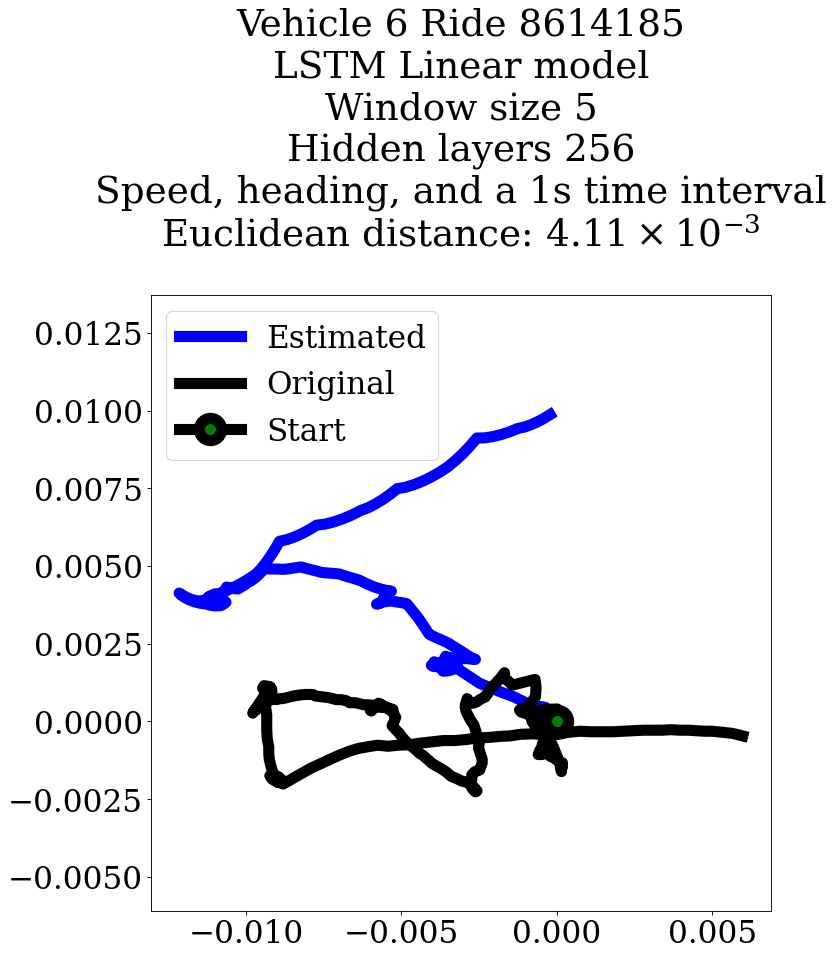 Vehicle 6 Ride 8614185
LSTM Linear model
Window size 5
Hidden layers 256
Speed, heading, and a 1s time interval
Euclidean distance: 4.11 × 10⁻³
Estimated
Original
Start
0.0125
0.0100
0.0075
0.0050
0.0025
0.0000
−0.0025
−0.0050
−0.010 −0.005 0.000 0.005